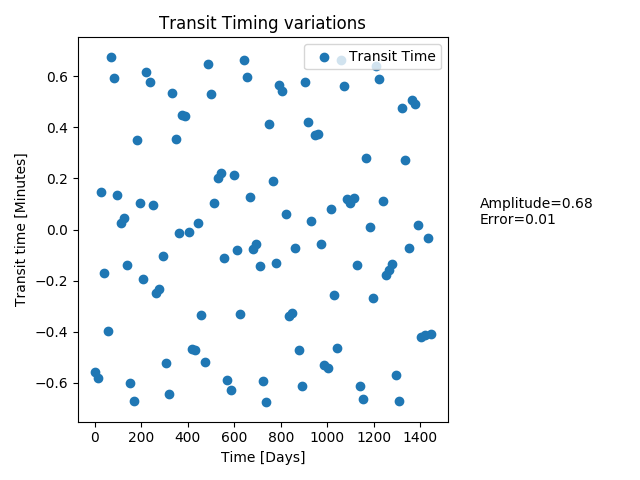 Transit Timing variations
Transit Time
Transit time [Minutes]
0.6
0.4
0.2
0.0
−0.2
−0.4
−0.6
0 200 400 600 800 1000 1200 1400
Time [Days]
Amplitude=0.68
Error=0.01